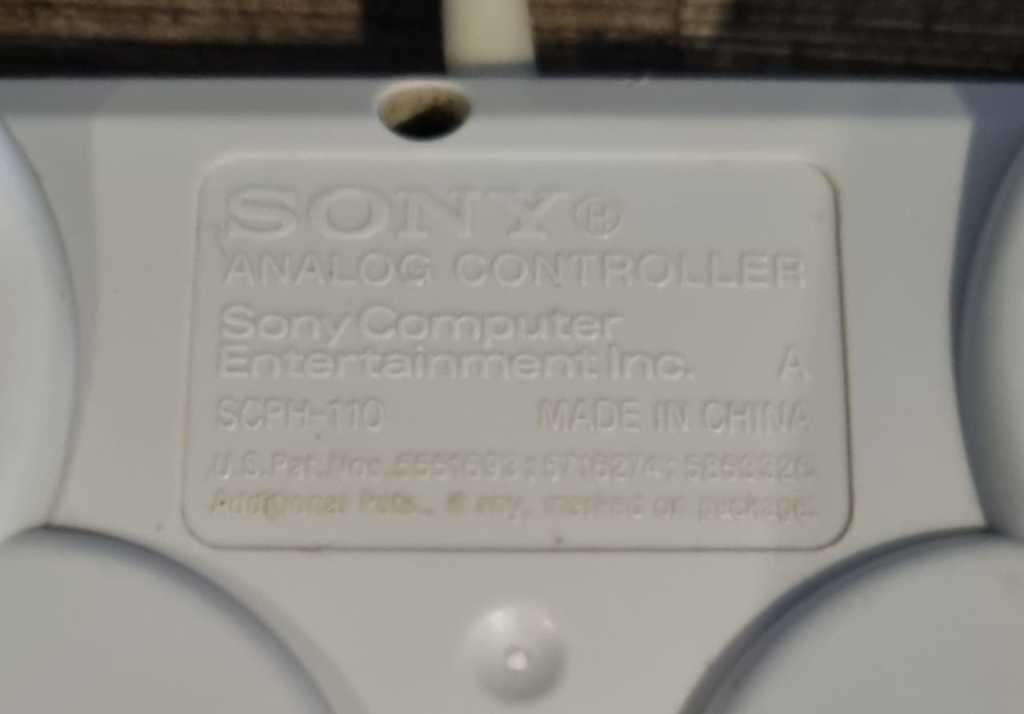 SONY®
ANALOG CONTROLLER
Sony Computer
Entertainment Inc. A
SCPH-110 MADE IN CHINA
U.S. Pat. Nos.
Additional Pats., if any, marked on package.